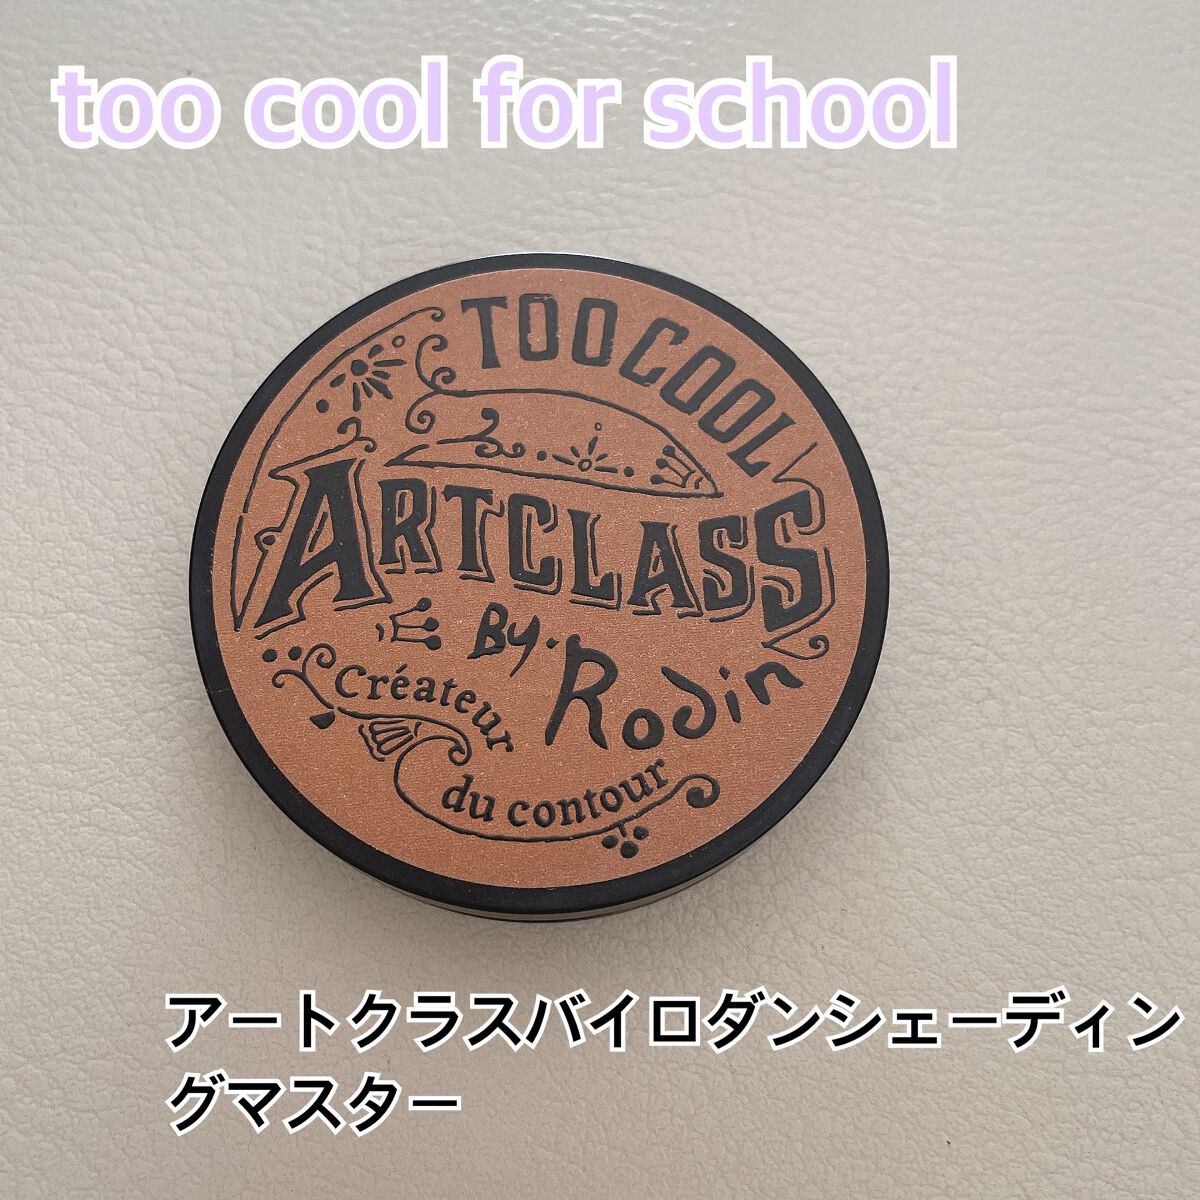 too cool for school
TOO COOL
ARTCLASS
By. Rodin
Créateur
du contour
アートクラスバイロダンシェーディン
グマスター